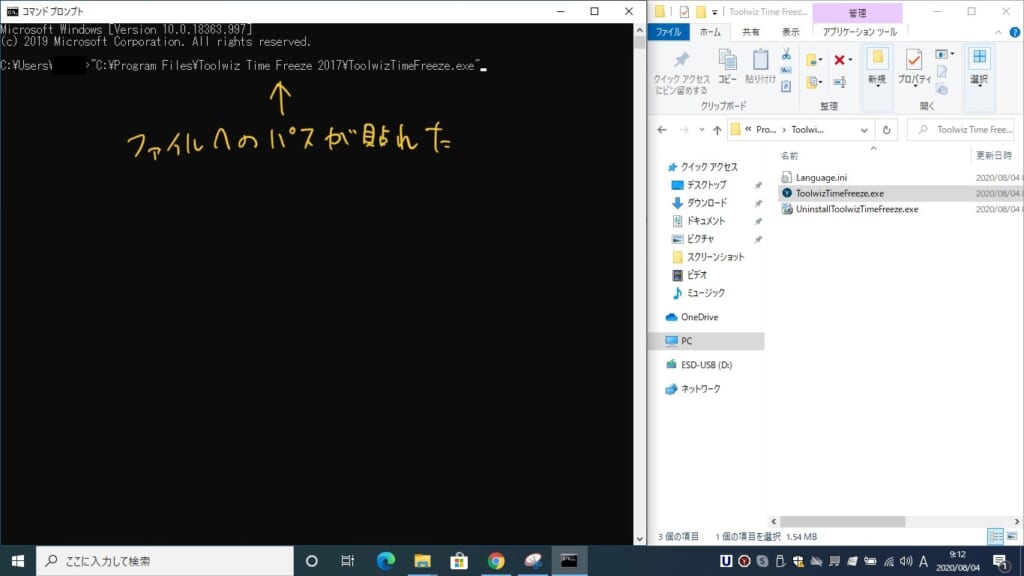 コマンド プロンプト
Microsoft Windows [Version 10.0.18363.997]
(c) 2019 Microsoft Corporation. All rights reserved.
C:¥Users¥ >"C:¥Program Files¥Toolwiz Time Freeze 2017¥ToolwizTimeFreeze.exe"
ファイルへのパスが貼れた
Toolwiz Time Freez...
管理
ファイル ホーム 共有 表示 アプリケーション ツール
クイック アクセスにピン留めする
コピー
貼り付け
新規
プロパティ
選択
クリップボード
整理
開く
« Pro... › Toolwi...
Toolwiz Time Freez...
名前 更新日時
クイック アクセス
デスクトップ
ダウンロード
ドキュメント
ピクチャ
スクリーンショット
ビデオ
ミュージック
OneDrive
PC
ESD-USB (D:)
ネットワーク
Language.ini 2020/08/04 8
ToolwizTimeFreeze.exe 2020/08/04 8
UninstallToolwizTimeFreeze.exe 2020/08/04 8
3 個の項目 1 個の項目を選択 1.54 MB
ここに入力して検索
A
9:12
2020/08/04
1